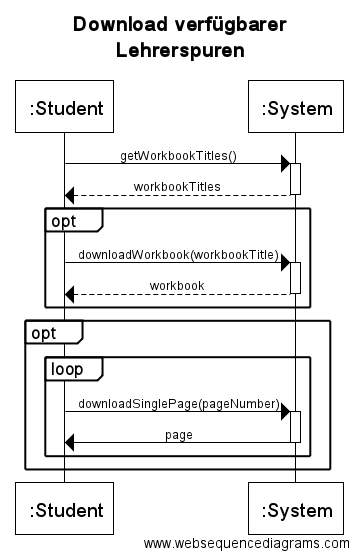 Download verfügbarer
Lehrerspuren
:Student
:System
getWorkbookTitles()
workbookTitles
opt
downloadWorkbook(workbookTitle)
workbook
opt
loop
downloadSinglePage(pageNumber)
page
:Student
:System
www.websequencediagrams.com